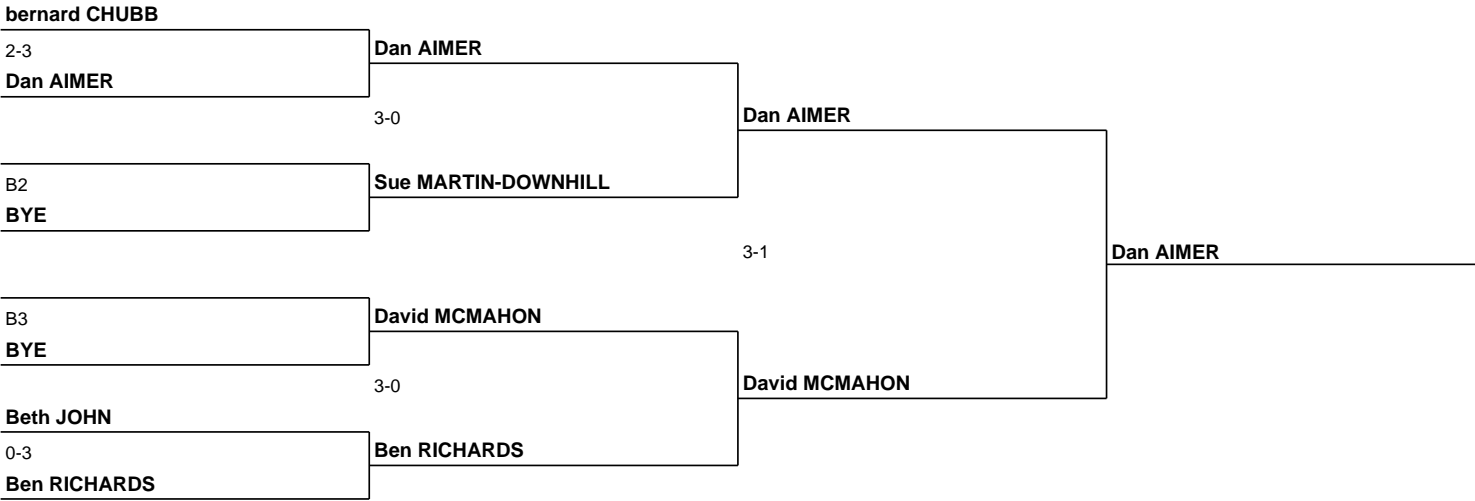 bernard CHUBB
2-3
Dan AIMER
Dan AIMER
3-0
Dan AIMER
B2
Sue MARTIN-DOWNHILL
BYE
3-1
Dan AIMER
B3
David MCMAHON
BYE
3-0
David MCMAHON
Beth JOHN
0-3
Ben RICHARDS
Ben RICHARDS